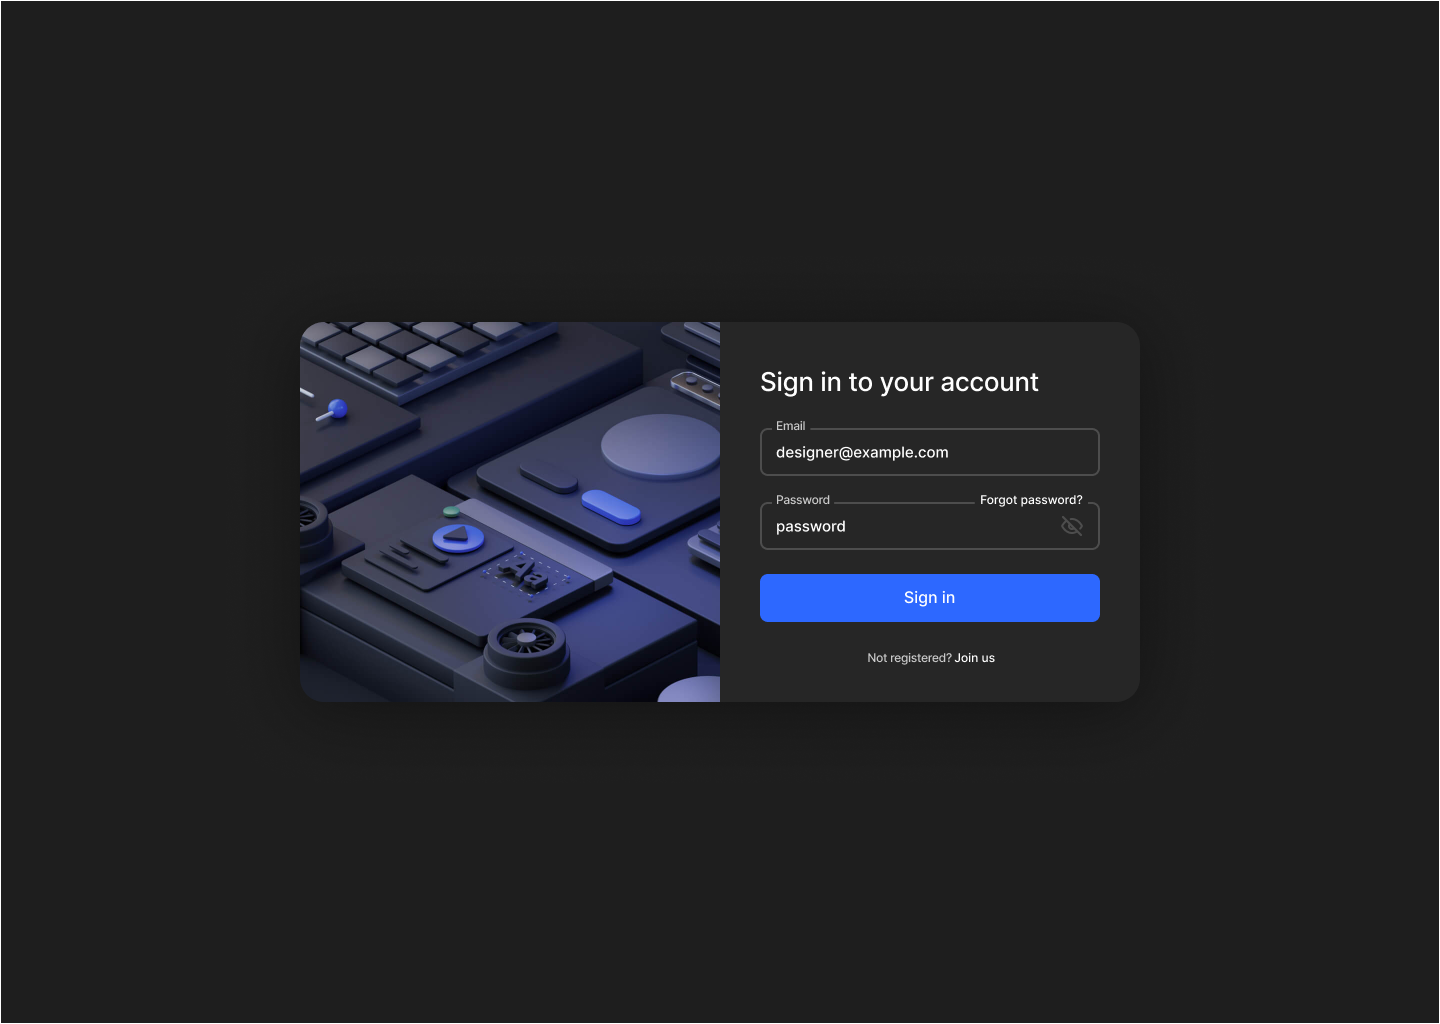 Sign in to your account
Email
designer@example.com
Password Forgot password?
password
Sign in
Not registered? Join us
Aa